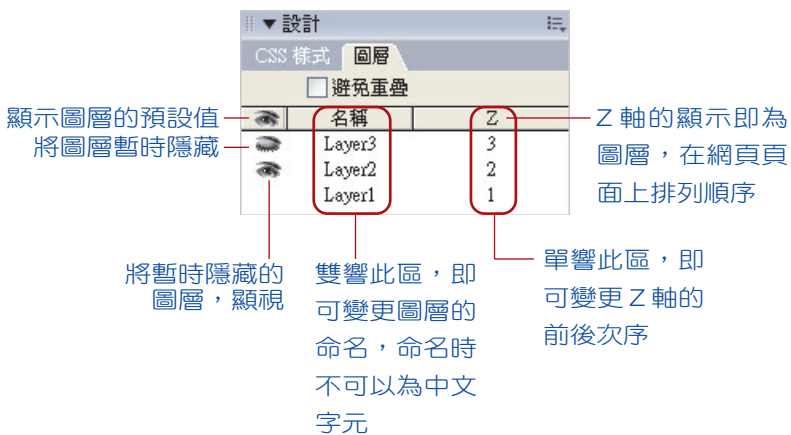 設計
CSS 樣式 圖層
避免重疊
名稱 Z
Layer3 3
Layer2 2
Layer1 1
顯示圖層的預設值
將圖層暫時隱藏
將暫時隱藏的
圖層，顯視
雙響此區，即
可變更圖層的
命名，命名時
不可以為中文
字元
Z 軸的顯示即為
圖層，在網頁頁
面上排列順序
單響此區，即
可變更 Z 軸的
前後次序